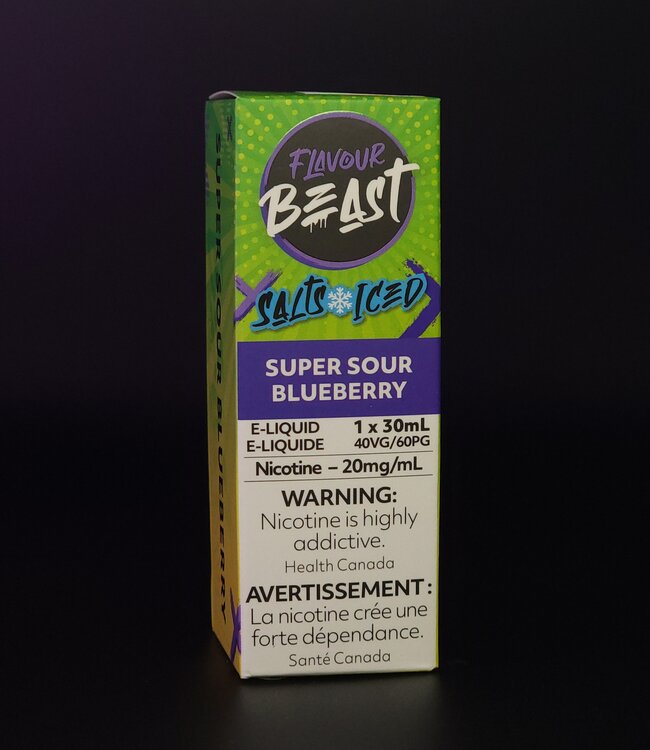 FLAVOUR
BEAST
SALTS ICED
SUPER SOUR
BLUEBERRY
E-LIQUID 1 x 30mL
E-LIQUIDE 40VG/60PG
Nicotine – 20mg/mL
WARNING:
Nicotine is highly
addictive.
Health Canada
AVERTISSEMENT:
La nicotine crée une
forte dépendance.
Santé Canada
SUPER SOUR BLUEBERRY